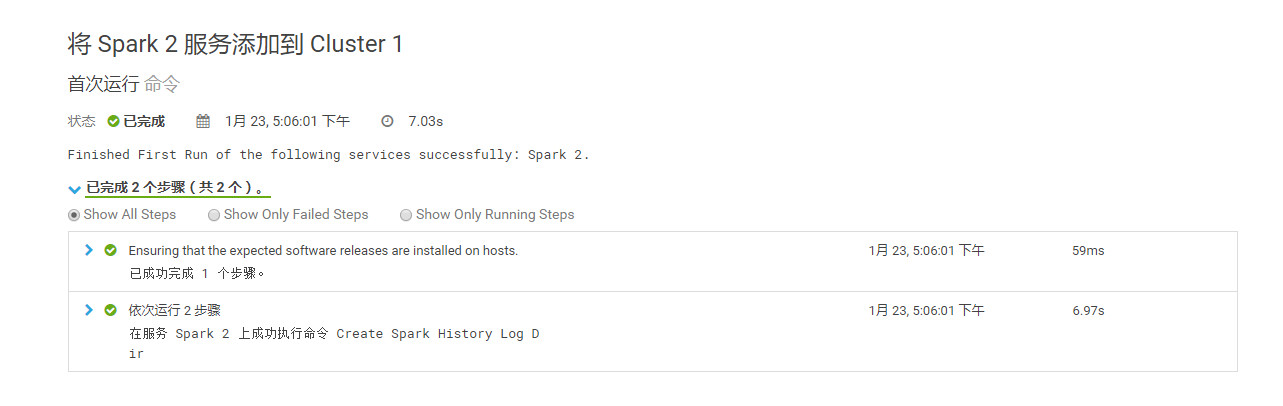 将 Spark 2 服务添加到 Cluster 1
首次运行 命令
状态 已完成 1月 23, 5:06:01 下午 7.03s
Finished First Run of the following services successfully: Spark 2.
已完成 2 个步骤（共 2 个）。
Show All Steps Show Only Failed Steps Show Only Running Steps
Ensuring that the expected software releases are installed on hosts. 1月 23, 5:06:01 下午 59ms
已成功完成 1 个步骤。
依次运行 2 步骤 1月 23, 5:06:01 下午 6.97s
在服务 Spark 2 上成功执行命令 Create Spark History Log D
ir